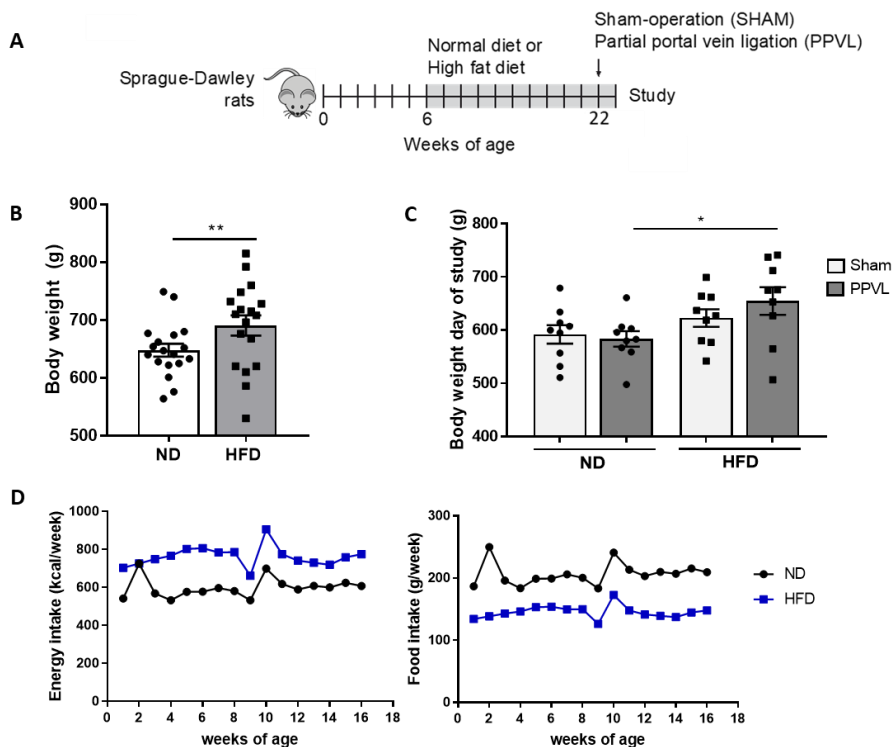 A
Sham-operation (SHAM)
Partial portal vein ligation (PPVL)
Normal diet or
High fat diet
Sprague-Dawley
rats
Study
0
6
22
Weeks of age
B
Body weight (g)
900
800
700
600
500
**
ND
HFD
C
Body weight day of study (g)
800
700
600
500
400
*
Sham
PPVL
ND
HFD
D
Energy intake (kcal/week)
1000
800
600
400
200
0
0 2 4 6 8 10 12 14 16 18
weeks of age
Food intake (g/week)
300
200
100
0
0 2 4 6 8 10 12 14 16 18
weeks of age
ND
HFD